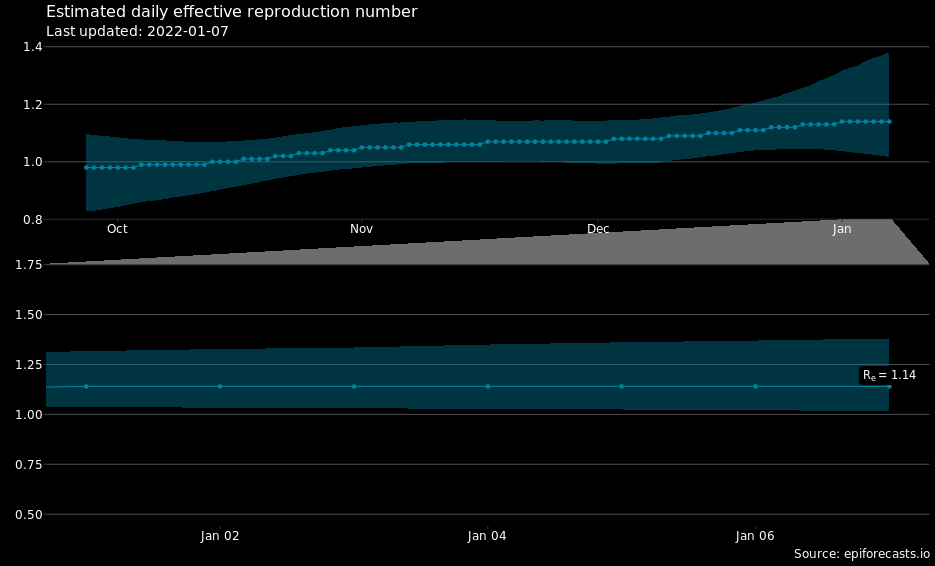 Estimated daily effective reproduction number
Last updated: 2022-01-07
1.4
1.2
1.0
0.8
Oct Nov Dec Jan
1.75
1.50
1.25
Re = 1.14
1.00
0.75
0.50
Jan 02 Jan 04 Jan 06
Source: epiforecasts.io